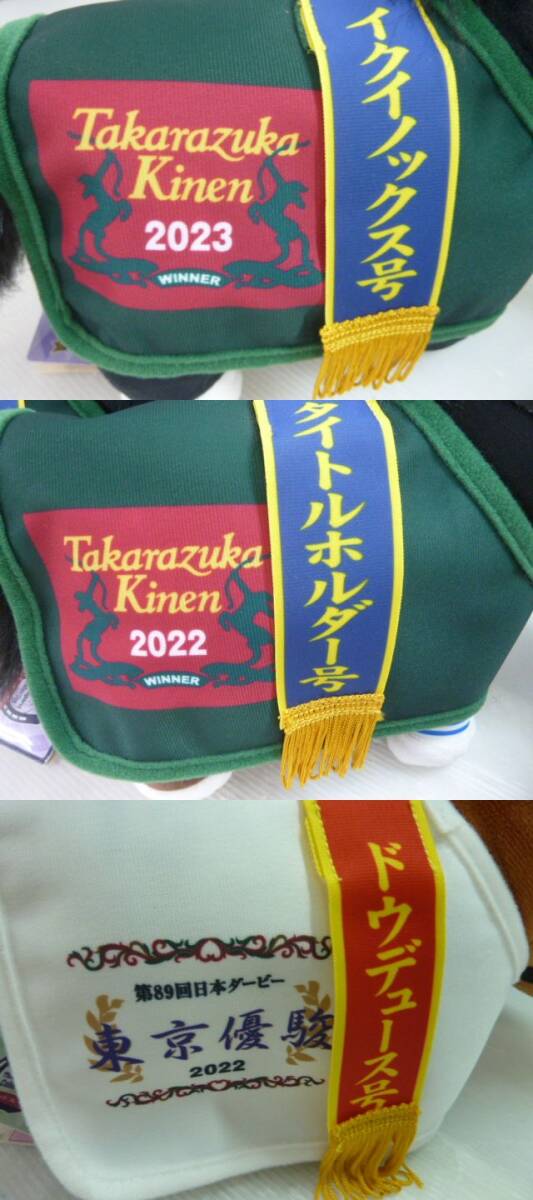 Takarazuka
Kinen
2023
WINNER
イクイノックス号
Takarazuka
Kinen
2022
WINNER
タイトルホルダー号
第89回日本ダービー
東京優駿
2022
ドウデュース号